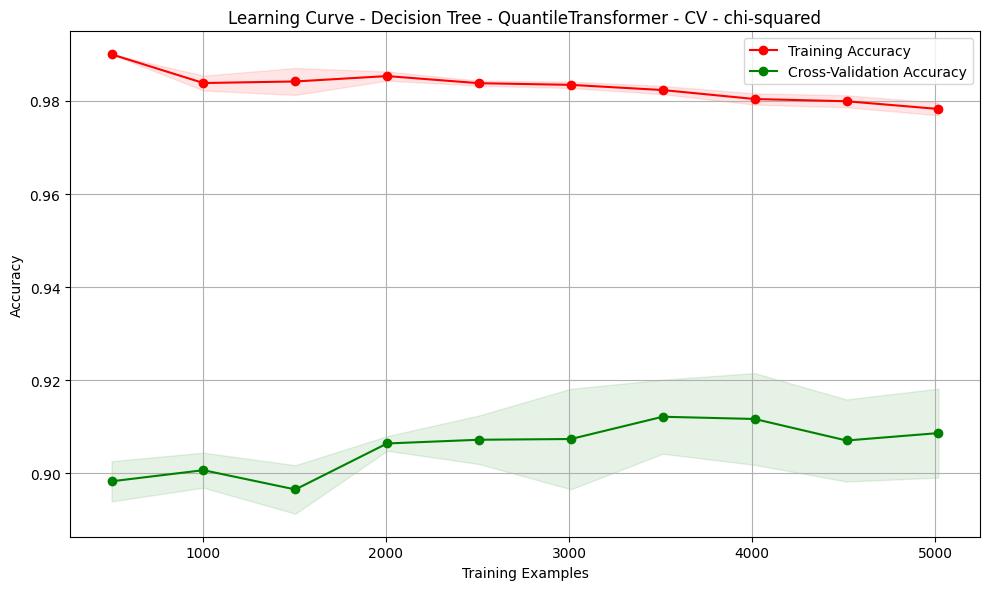 Learning Curve - Decision Tree - QuantileTransformer - CV - chi-squared
Training Accuracy
Cross-Validation Accuracy
0.98
0.96
0.94
0.92
0.90
Accuracy
1000 2000 3000 4000 5000
Training Examples